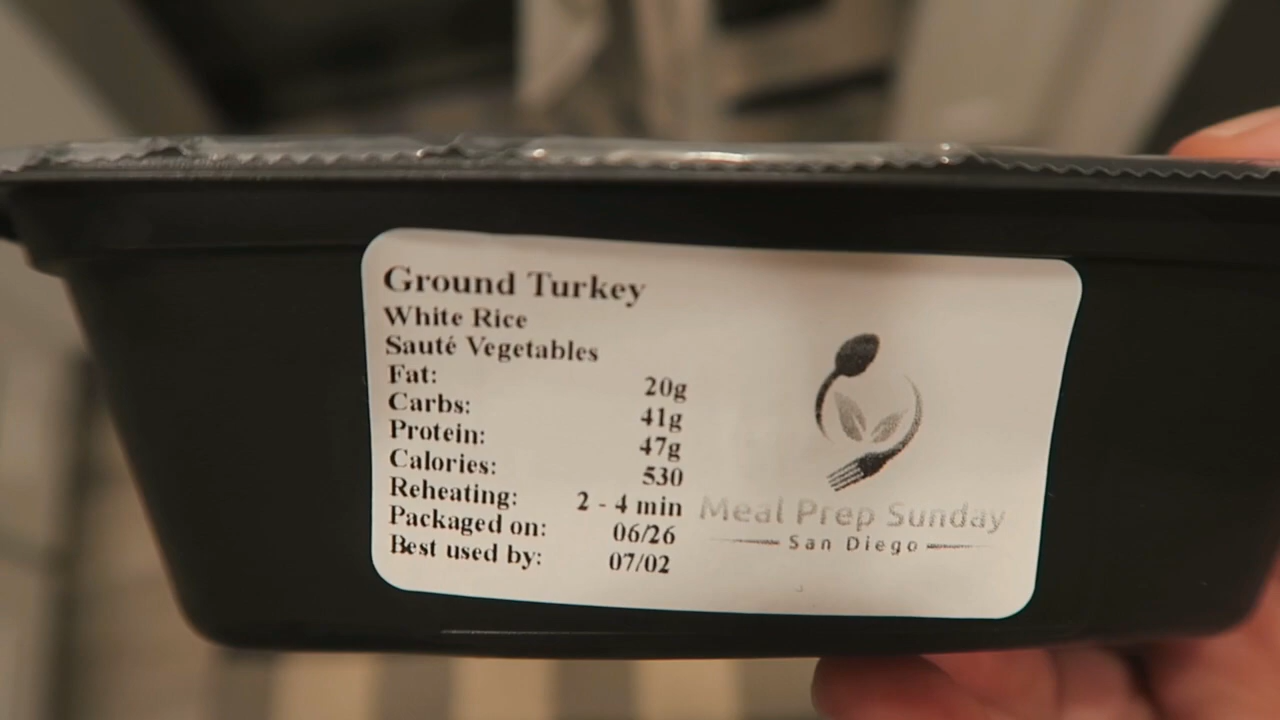 Ground Turkey
White Rice
Sauté Vegetables
Fat: 20g
Carbs: 41g
Protein: 47g
Calories: 530
Reheating: 2 - 4 min
Packaged on: 06/26
Best used by: 07/02
Meal Prep Sunday
San Diego